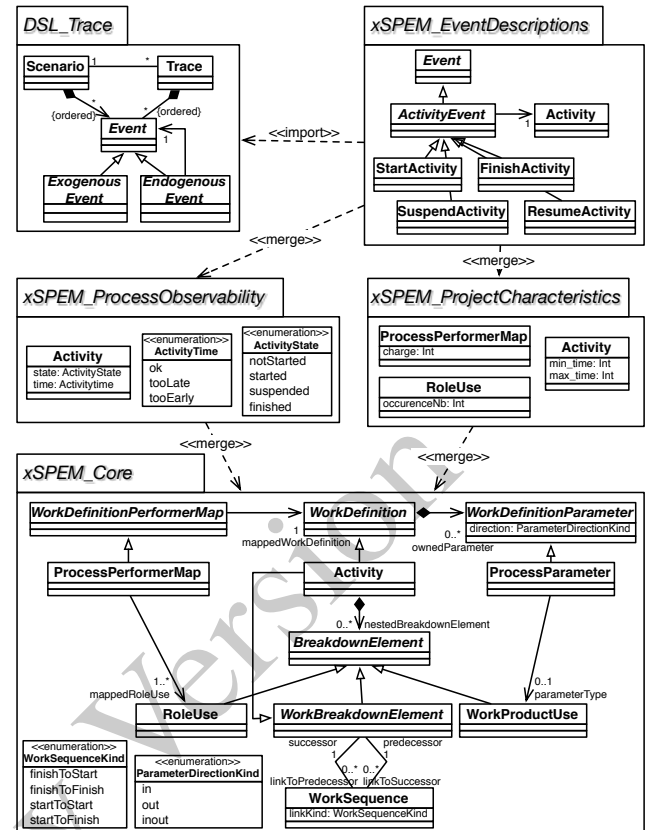 DSL_Trace
Scenario
1
*
Trace
*
*
{ordered}
{ordered}
Event
1
Exogenous
Event
Endogenous
Event
xSPEM_EventDescriptions
Event
ActivityEvent
1
Activity
StartActivity
FinishActivity
SuspendActivity
ResumeActivity
<<import>>
<<merge>>
<<merge>>
xSPEM_ProcessObservability
Activity
state: ActivityState
time: Activitytime
<<enumeration>>
ActivityTime
ok
tooLate
tooEarly
<<enumeration>>
ActivityState
notStarted
started
suspended
finished
xSPEM_ProjectCharacteristics
ProcessPerformerMap
charge: Int
RoleUse
occurenceNb: Int
Activity
min_time: Int
max_time: Int
<<merge>>
<<merge>>
xSPEM_Core
WorkDefinitionPerformerMap
1
mappedWorkDefinition
WorkDefinition
0..*
ownedParameter
WorkDefinitionParameter
direction: ParameterDirectionKind
ProcessPerformerMap
Activity
ProcessParameter
0..*
nestedBreakdownElement
BreakdownElement
1..*
mappedRoleUse
0..1
parameterType
RoleUse
WorkBreakdownElement
WorkProductUse
successor
predecessor
1
1
0..*
0..*
linkToPredecessor
linkToSuccessor
WorkSequence
linkKind: WorkSequenceKind
<<enumeration>>
WorkSequenceKind
finishToStart
finishToFinish
startToStart
startToFinish
<<enumeration>>
ParameterDirectionKind
in
out
inout
Version